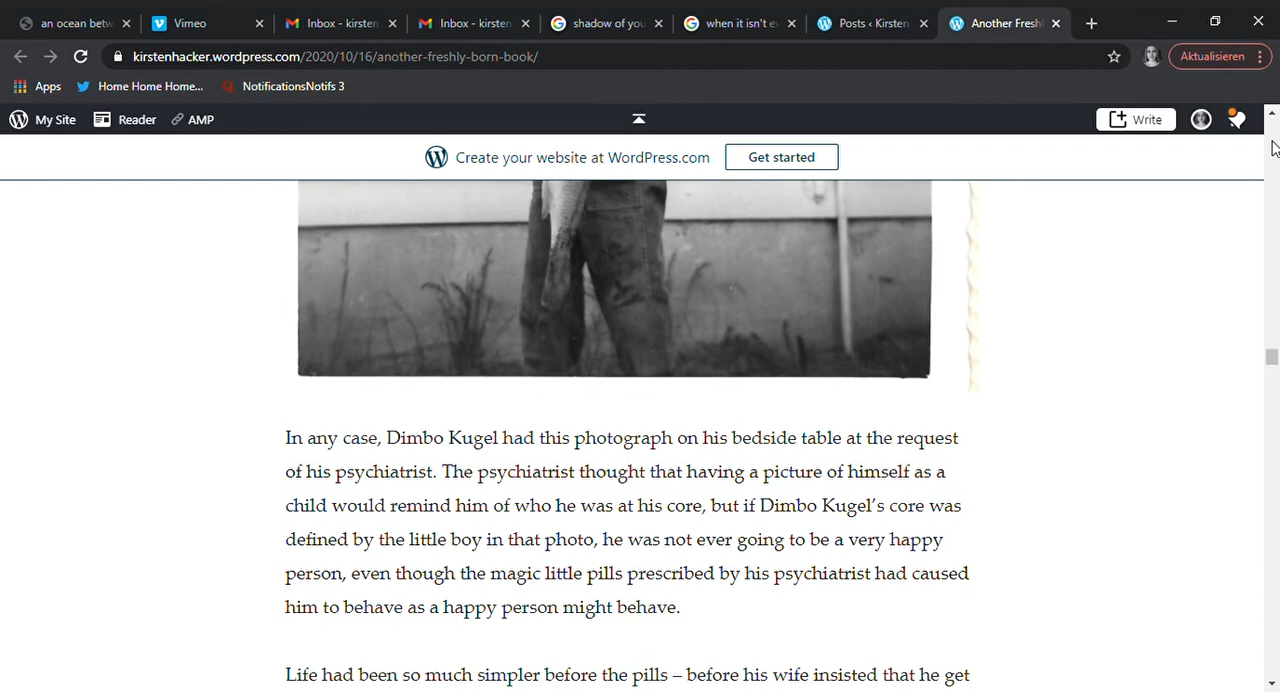 an ocean betw
Vimeo
Inbox - kirsten
Inbox - kirsten
shadow of you
when it isn't e
Posts ‹ Kirsten
Another Fresh
kirstenhacker.wordpress.com/2020/10/16/another-freshly-born-book/
Aktualisieren
Apps
Home Home Home...
NotificationsNotifs 3
My Site
Reader
AMP
Write
Create your website at WordPress.com
Get started
In any case, Dimbo Kugel had this photograph on his bedside table at the request
of his psychiatrist. The psychiatrist thought that having a picture of himself as a
child would remind him of who he was at his core, but if Dimbo Kugel’s core was
defined by the little boy in that photo, he was not ever going to be a very happy
person, even though the magic little pills prescribed by his psychiatrist had caused
him to behave as a happy person might behave.
Life had been so much simpler before the pills – before his wife insisted that he get